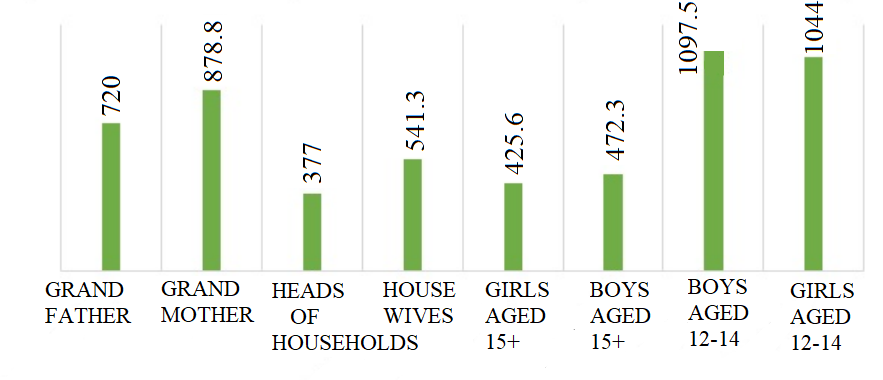 720
878.8
377
541.3
425.6
472.3
1097.5
1044
GRAND
FATHER
GRAND
MOTHER
HEADS
OF
HOUSEHOLDS
HOUSE
WIVES
GIRLS
AGED
15+
BOYS
AGED
15+
BOYS
AGED
12-14
GIRLS
AGED
12-14